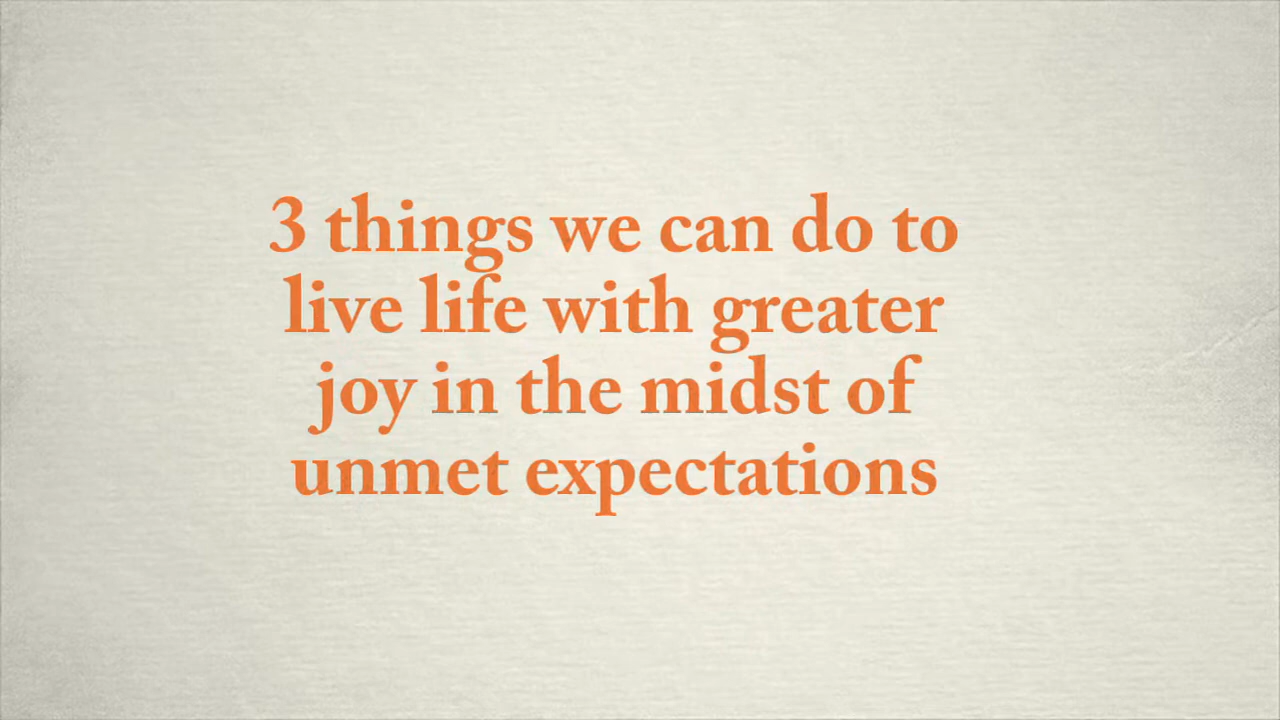 3 things we can do to
live life with greater
joy in the midst of
unmet expectations